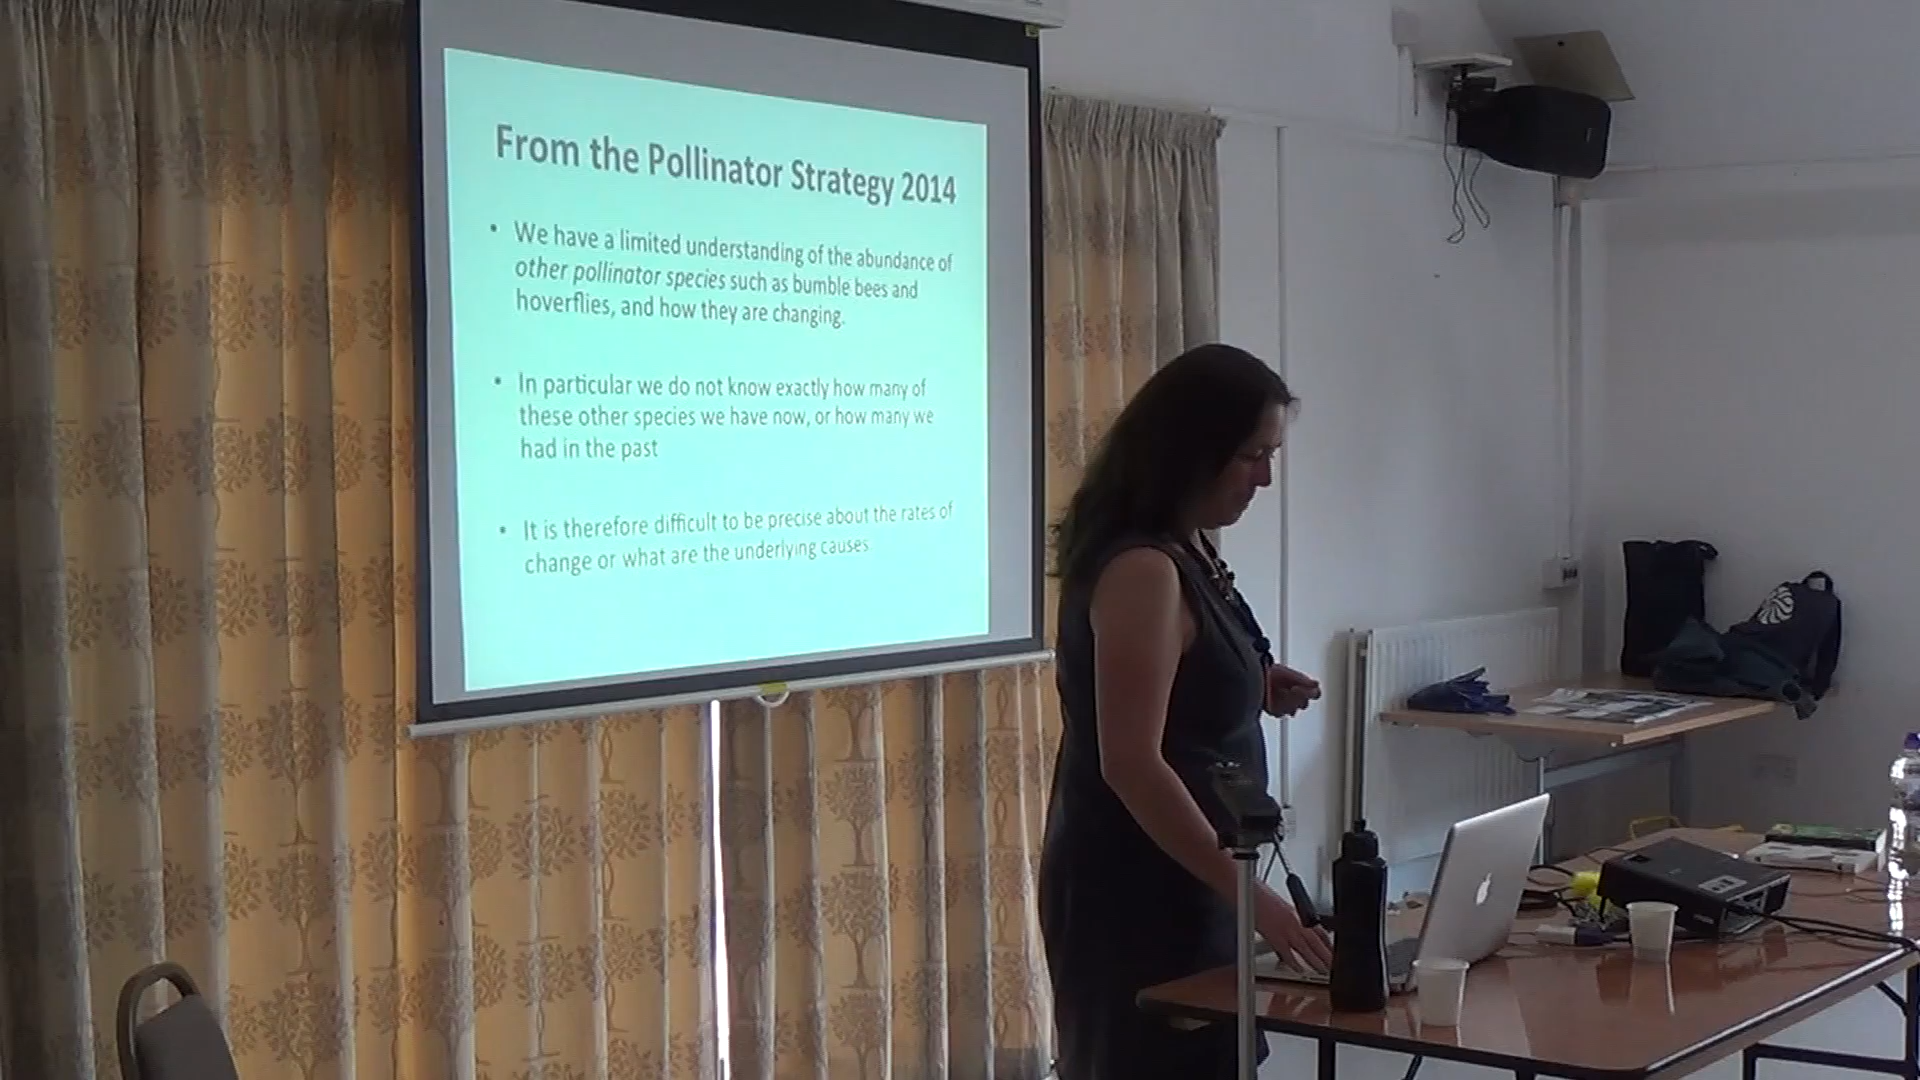 From the Pollinator Strategy 2014
• We have a limited understanding of the abundance of
other pollinator species such as bumble bees and
hoverflies, and how they are changing.
• In particular we do not know exactly how many of
these other species we have now, or how many we
had in the past
• It is therefore difficult to be precise about the rates of
change or what are the underlying causes